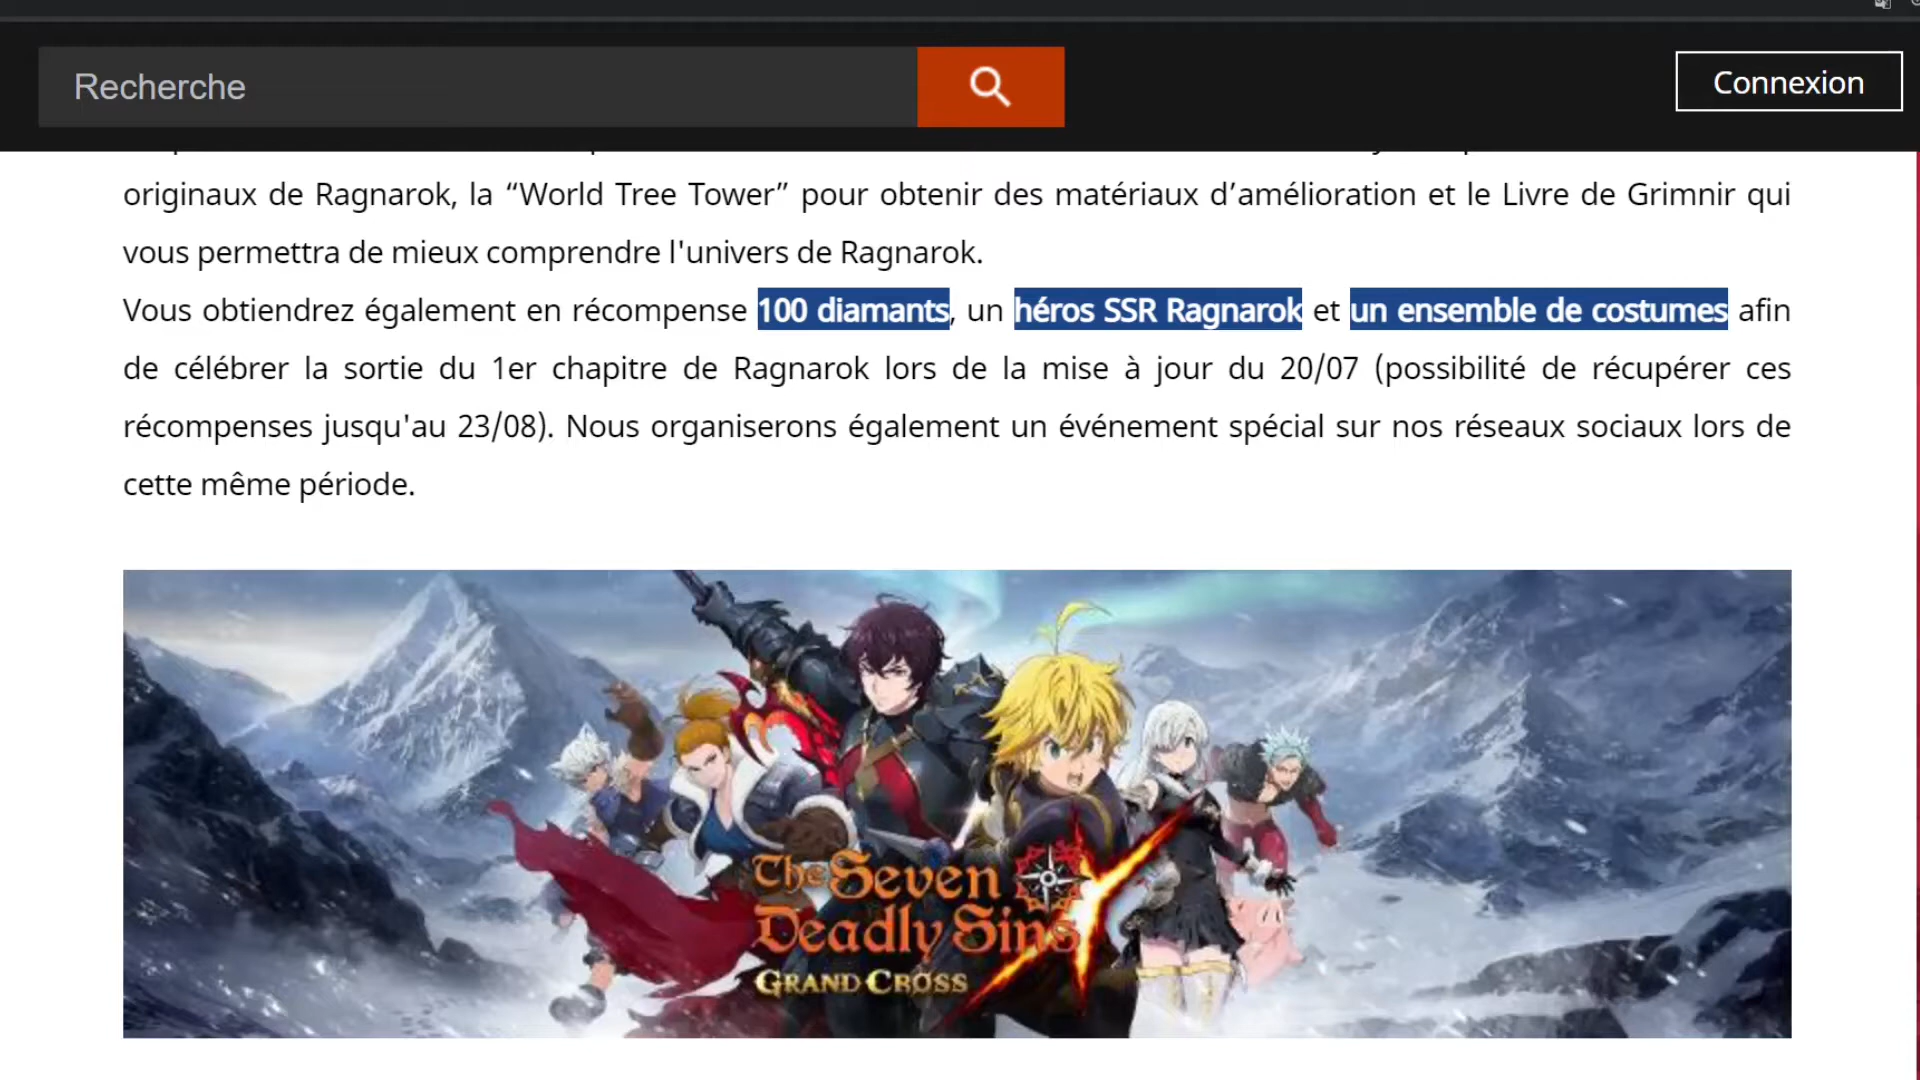 Recherche
Connexion
originaux de Ragnarok, la “World Tree Tower” pour obtenir des matériaux d’amélioration et le Livre de Grimnir qui
vous permettra de mieux comprendre l'univers de Ragnarok.
Vous obtiendrez également en récompense 100 diamants, un héros SSR Ragnarok et un ensemble de costumes afin
de célébrer la sortie du 1er chapitre de Ragnarok lors de la mise à jour du 20/07 (possibilité de récupérer ces
récompenses jusqu'au 23/08). Nous organiserons également un événement spécial sur nos réseaux sociaux lors de
cette même période.
The Seven
Deadly Sins
GRAND CROSS